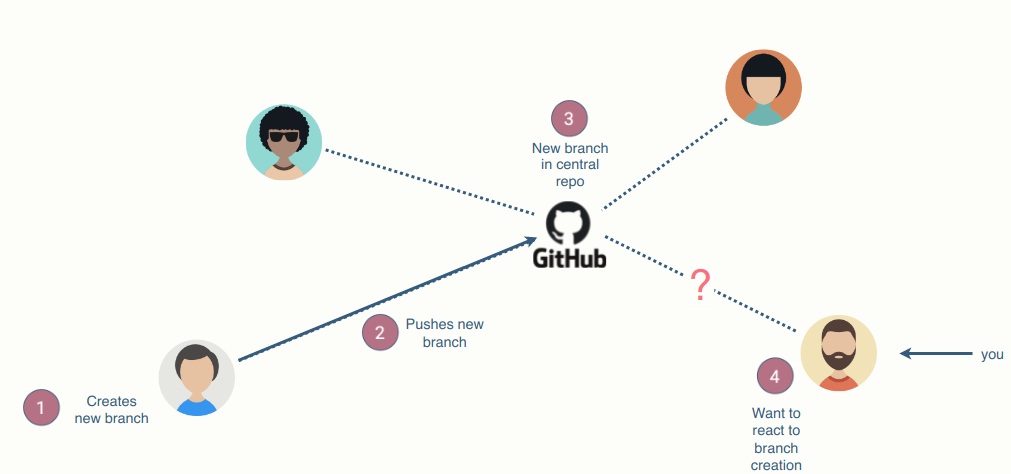 3
New branch
in central
repo
GitHub
?
2
Pushes new
branch
you
4
1
Creates
new branch
Want to
react to
branch
creation